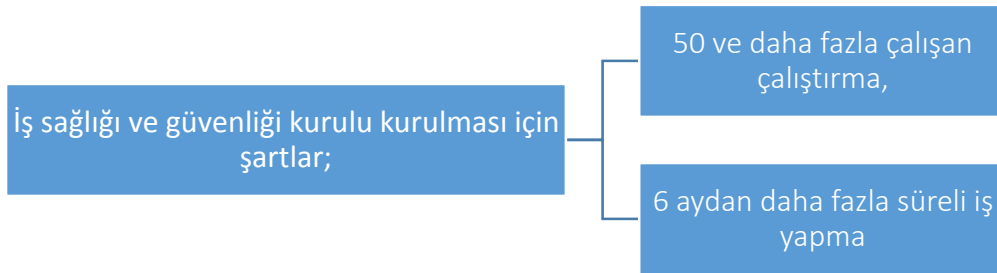 İş sağlığı ve güvenliği kurulu kurulması için
şartlar;
50 ve daha fazla çalışan
çalıştırma,
6 aydan daha fazla süreli iş
yapma